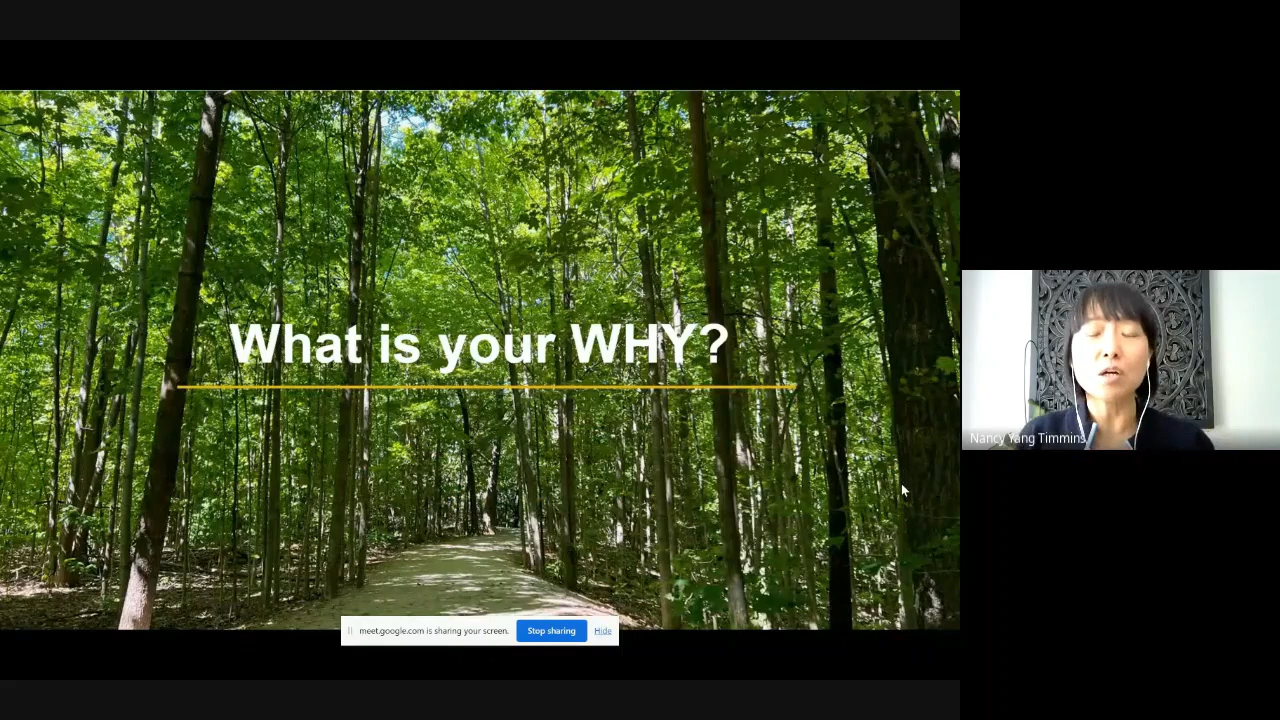 What is your WHY?
Nancy Yang Timmins
meet.google.com is sharing your screen. Stop sharing Hide